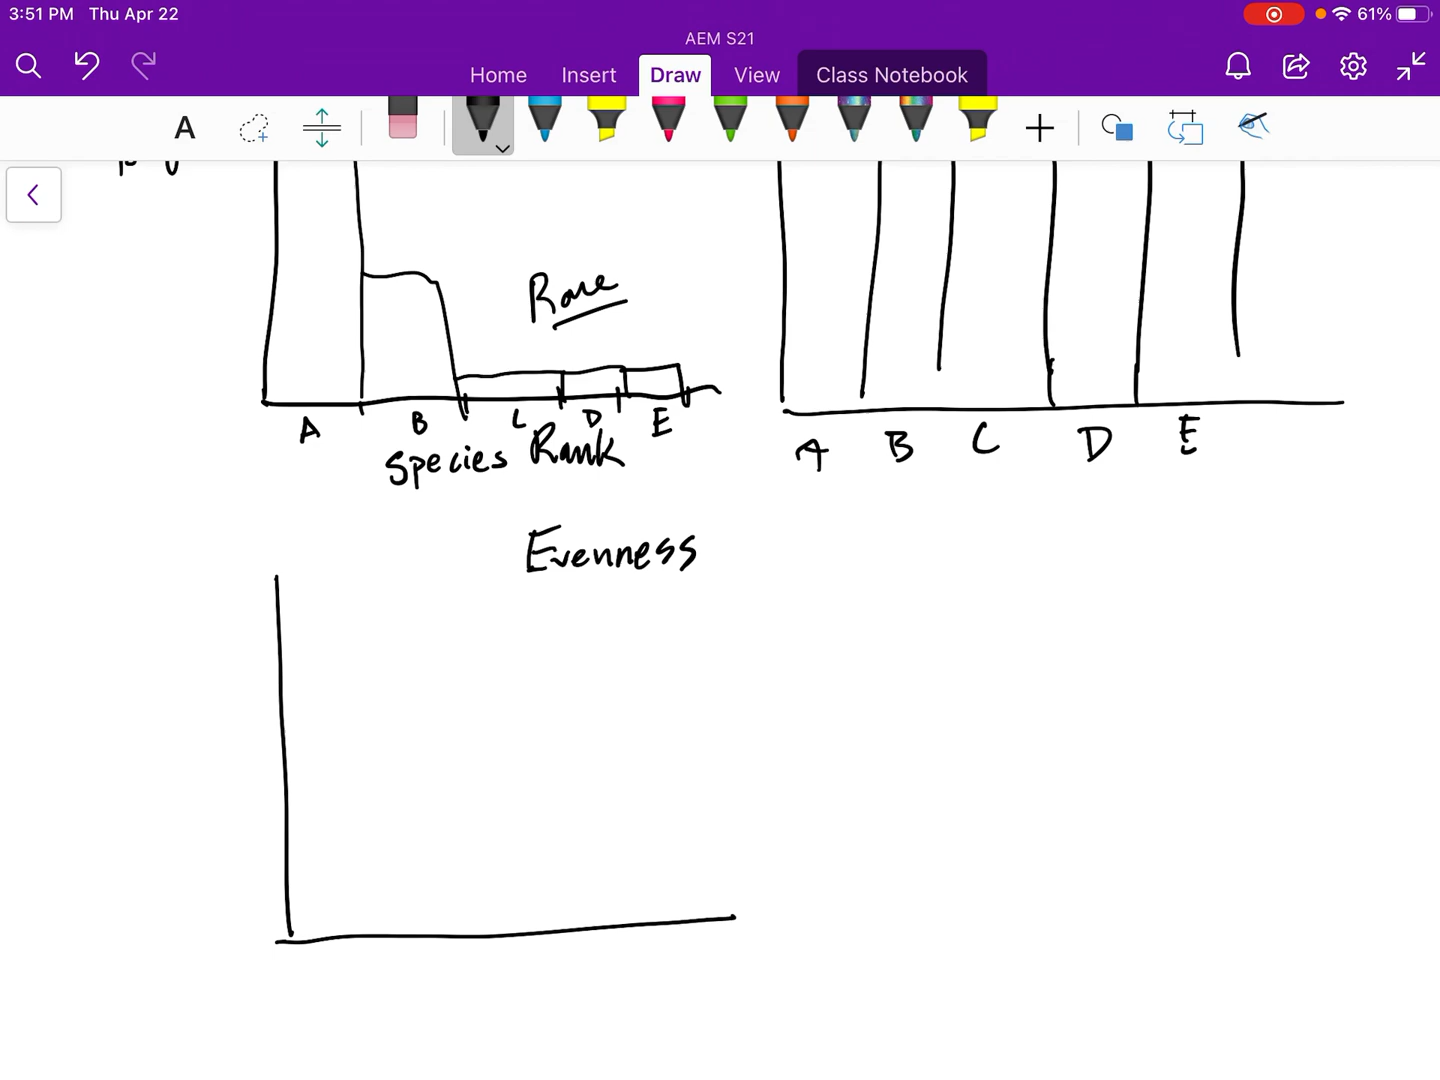 3:51 PM Thu Apr 22
61%
AEM S21
Home Insert Draw View Class Notebook
A
Rare
A B C D E
Species Rank
A B C D E
Evenness